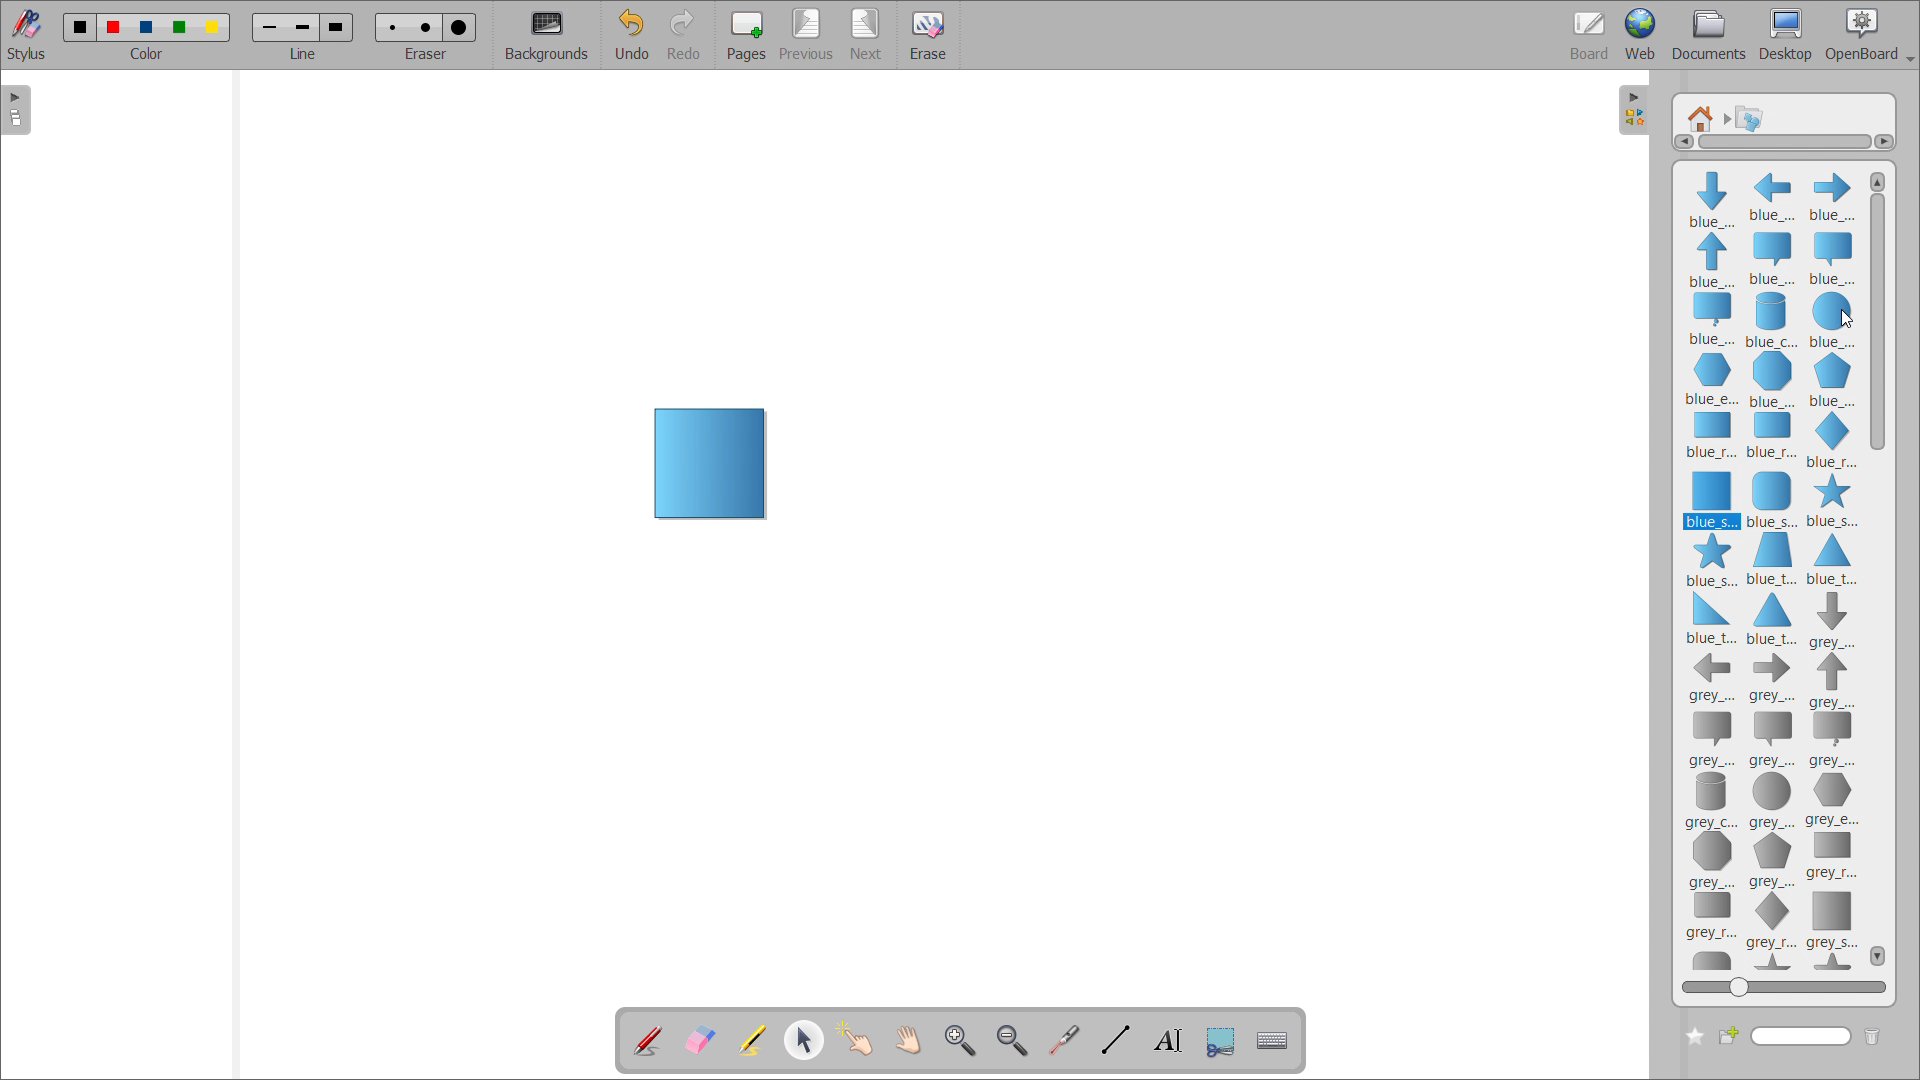 Stylus Color Line Eraser Backgrounds Undo Redo Pages Previous Next Erase Board Web Documents Desktop OpenBoard
blue_... blue_... blue_...
blue_... blue_... blue_...
blue_... blue_c... blue_...
blue_e... blue_... blue_...
blue_r... blue_r... blue_r...
blue_s... blue_s... blue_s...
blue_s... blue_t... blue_t...
blue_t... blue_t... grey_...
grey_... grey_... grey_...
grey_... grey_... grey_...
grey_c... grey_... grey_e...
grey_... grey_... grey_r...
grey_r... grey_r... grey_s...
AI